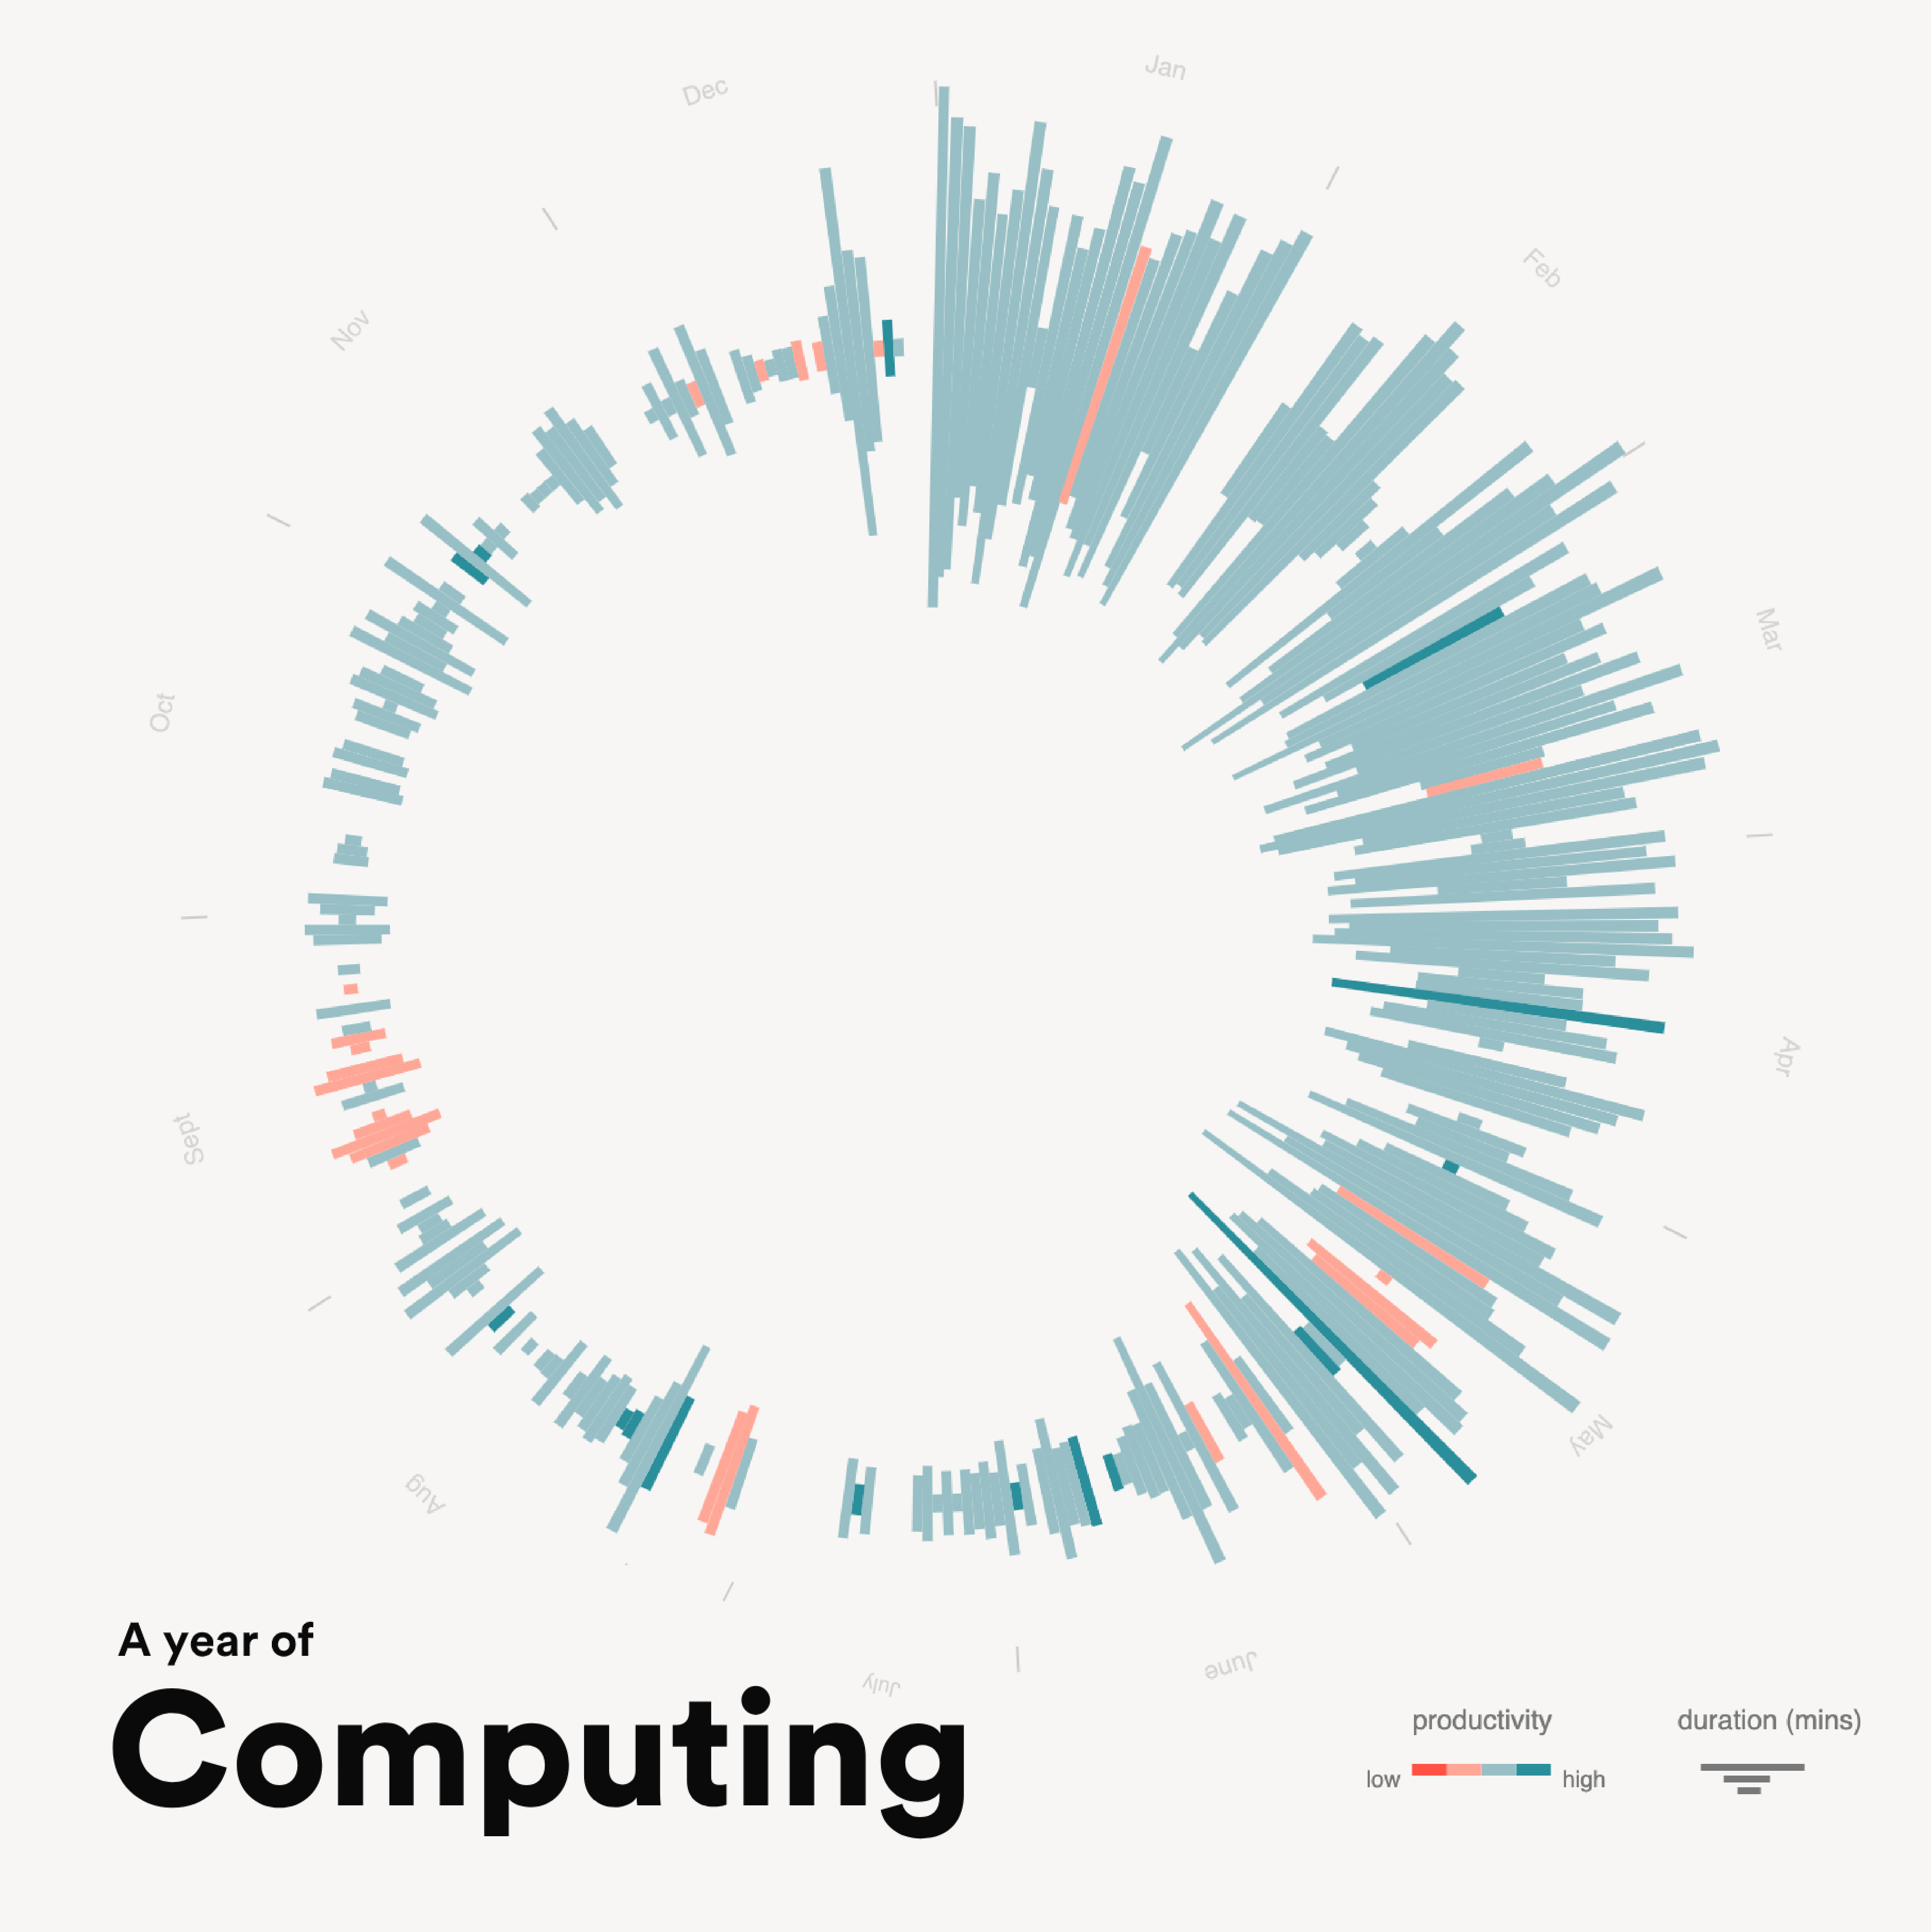 Jan
Feb
Mar
Apr
May
June
July
Aug
Sept
Oct
Nov
Dec
A year of
Computing
productivity
low
high
duration (mins)